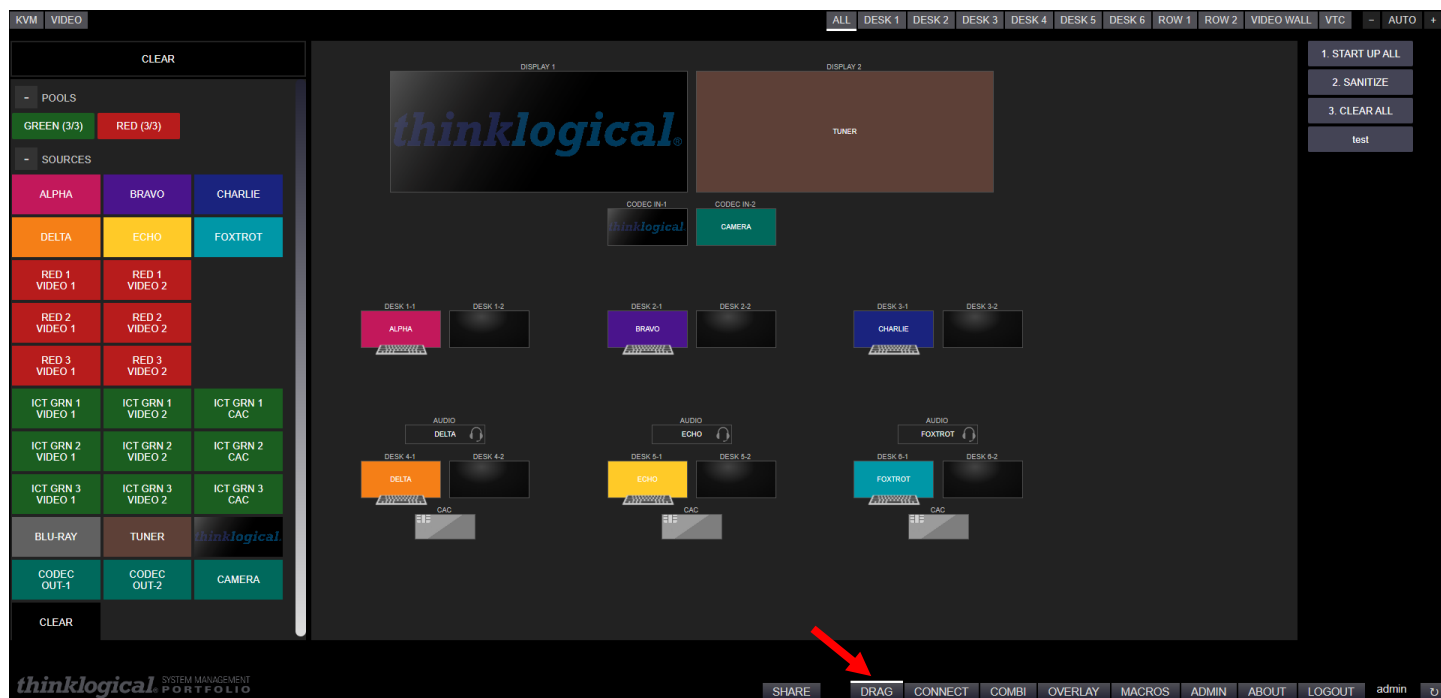 KVM VIDEO ALL DESK 1 DESK 2 DESK 3 DESK 4 DESK 5 DESK 6 ROW 1 ROW 2 VIDEO WALL VTC - AUTO +
CLEAR
- POOLS
GREEN (3/3) RED (3/3)
- SOURCES
ALPHA BRAVO CHARLIE
DELTA ECHO FOXTROT
RED 1 RED 1
VIDEO 1 VIDEO 2
RED 2 RED 2
VIDEO 1 VIDEO 2
RED 3 RED 3
VIDEO 1 VIDEO 2
ICT GRN 1 ICT GRN 1 ICT GRN 1
VIDEO 1 VIDEO 2 CAC
ICT GRN 2 ICT GRN 2 ICT GRN 2
VIDEO 1 VIDEO 2 CAC
ICT GRN 3 ICT GRN 3 ICT GRN 3
VIDEO 1 VIDEO 2 CAC
BLU-RAY TUNER thinklogical.
CODEC CODEC CAMERA
OUT-1 OUT-2
CLEAR
DISPLAY 1 DISPLAY 2
thinklogical® TUNER
CODEC IN-1 CODEC IN-2
thinklogical CAMERA
DESK 1-1 DESK 1-2 DESK 2-1 DESK 2-2 DESK 3-1 DESK 3-2
ALPHA BRAVO CHARLIE
AUDIO AUDIO AUDIO
DELTA ECHO FOXTROT
DESK 4-1 DESK 4-2 DESK 5-1 DESK 5-2 DESK 6-1 DESK 6-2
DELTA ECHO FOXTROT
CAC CAC CAC
1. START UP ALL
2. SANITIZE
3. CLEAR ALL
test
thinklogical® SYSTEM MANAGEMENT
PORTFOLIO
SHARE DRAG CONNECT COMBI OVERLAY MACROS ADMIN ABOUT LOGOUT admin